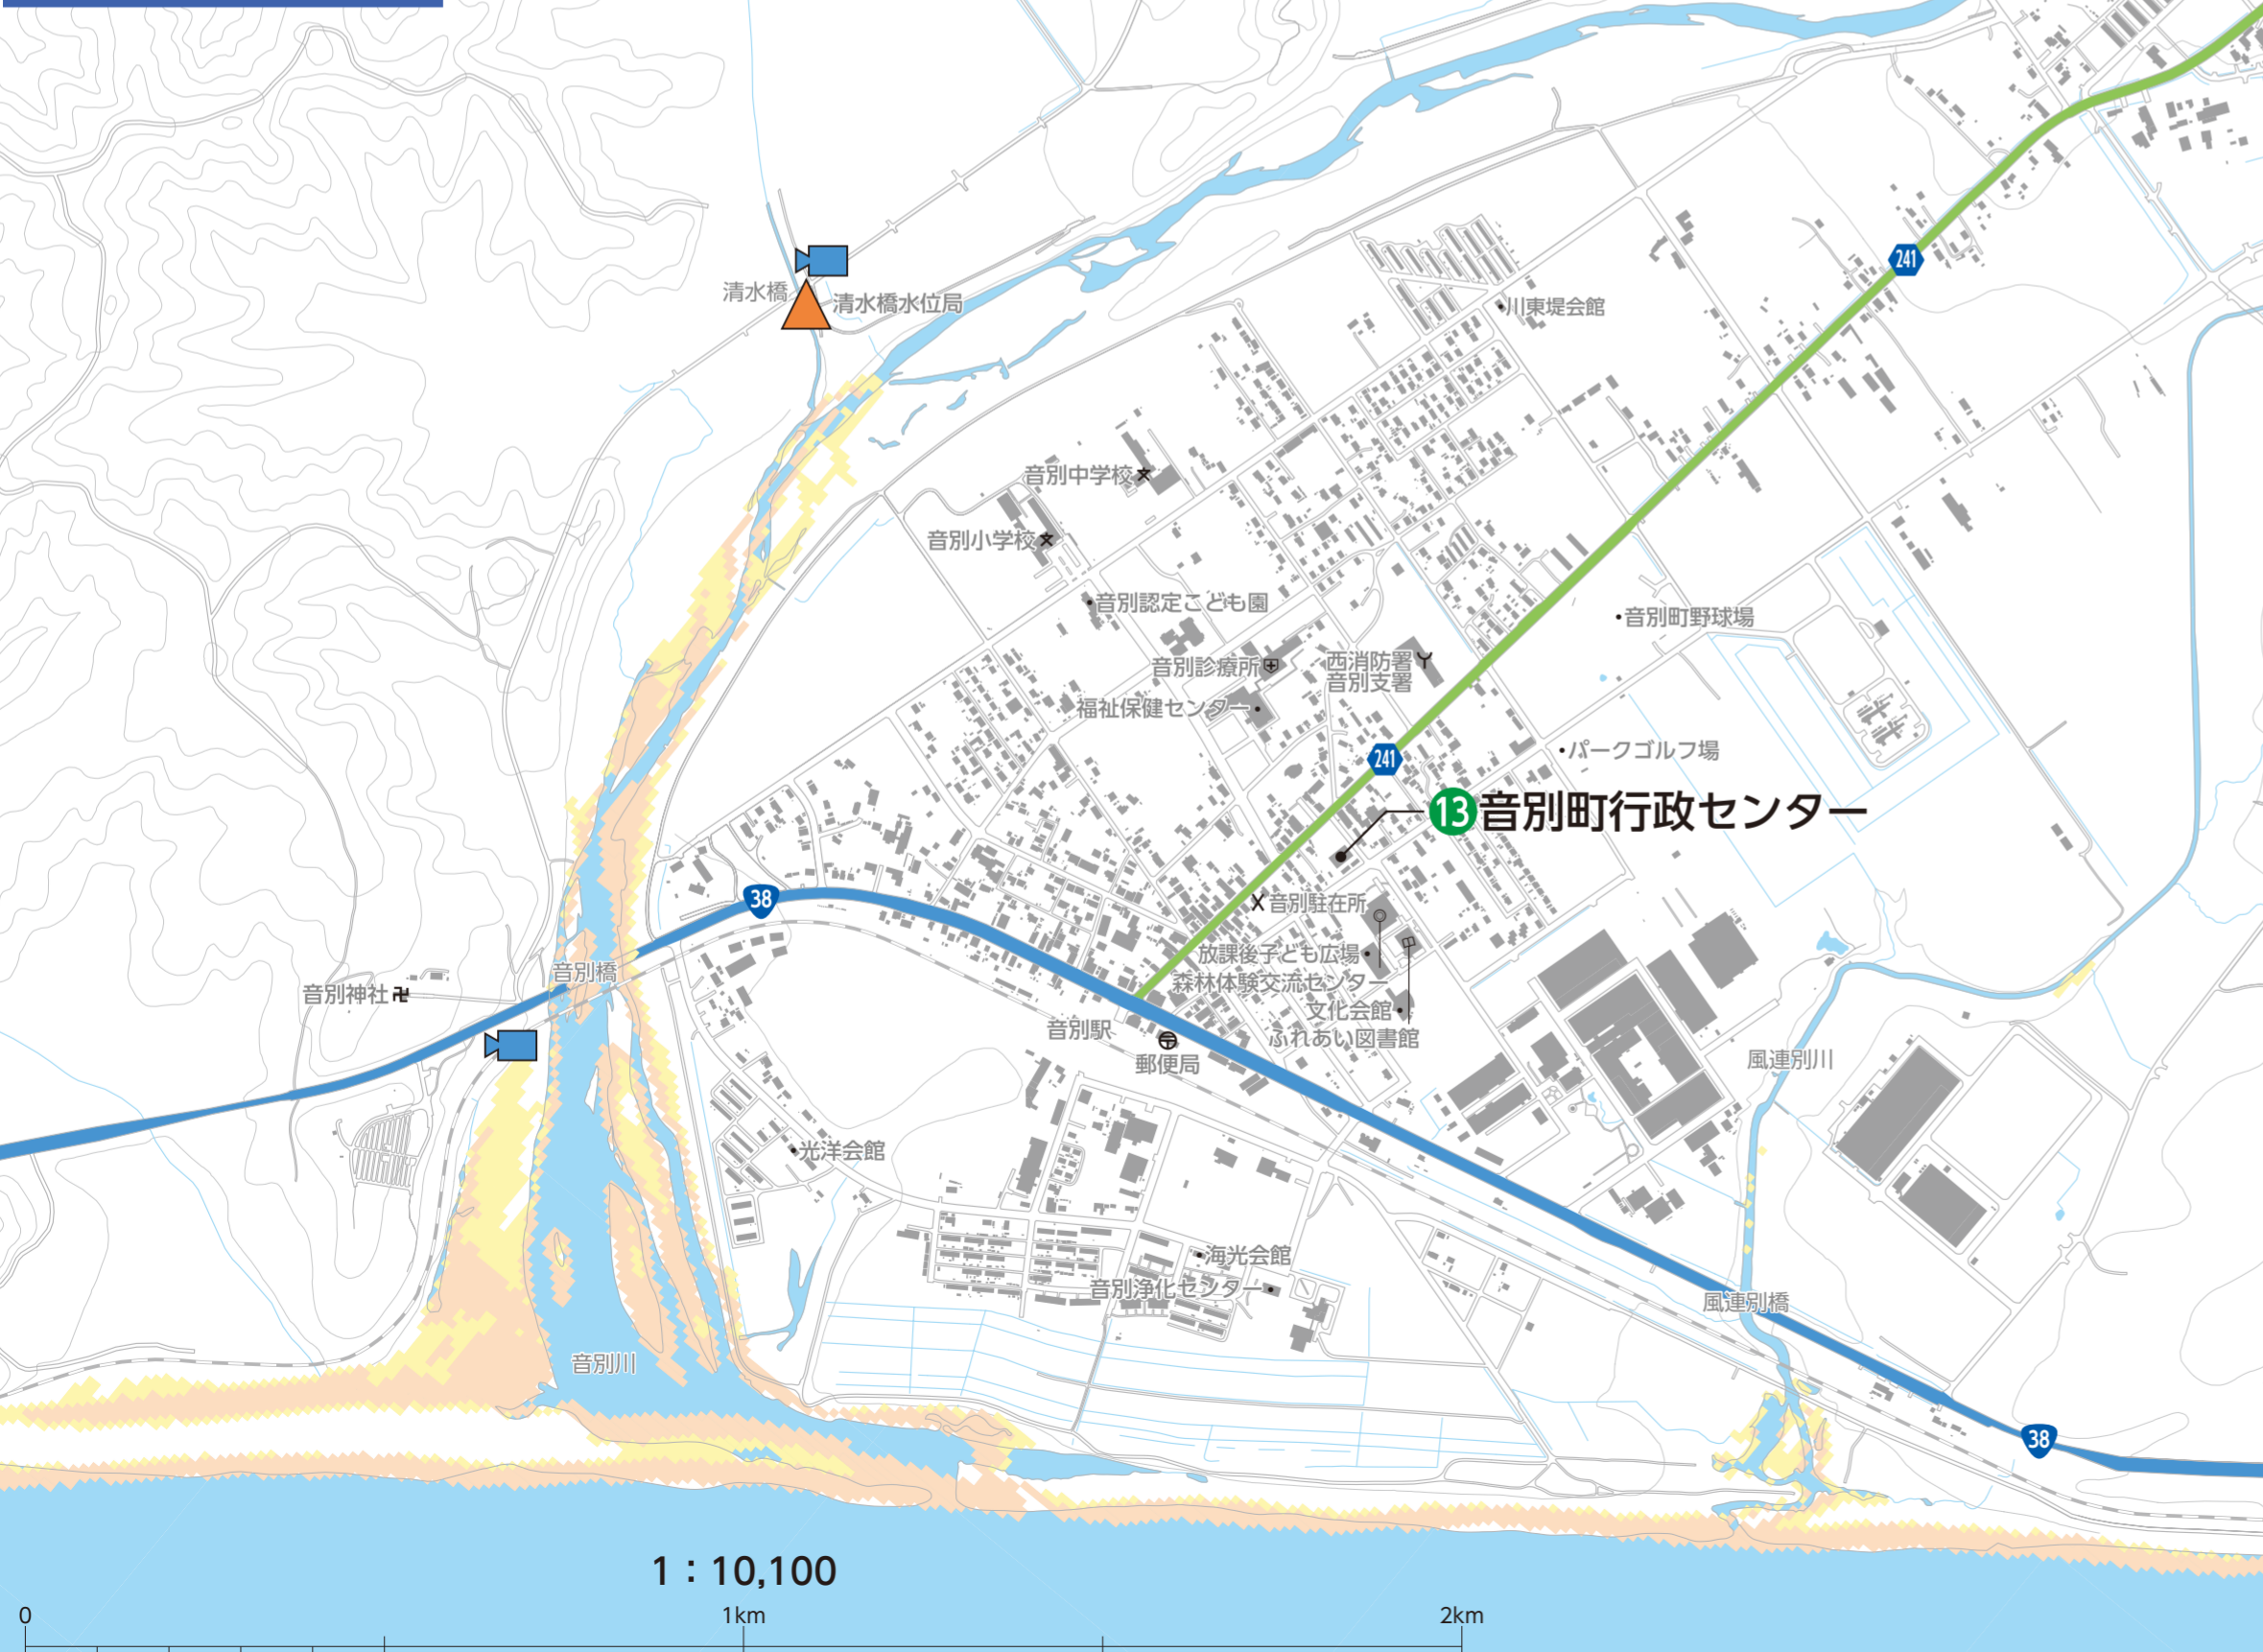 241
清水橋
清水橋水位局
川東堤会館
音別中学校
音別小学校
音別認定こども園
音別町野球場
音別診療所
西消防署
音別支署
福祉保健センター
241
パークゴルフ場
13 音別町行政センター
38
音別駐在所
放課後子ども広場
音別橋
森林体験交流センター
音別神社
文化会館
音別駅
ふれあい図書館
郵便局
風連別川
光洋会館
海光会館
音別浄化センター
風連別橋
音別川
38
1：10,100
0 1km 2km